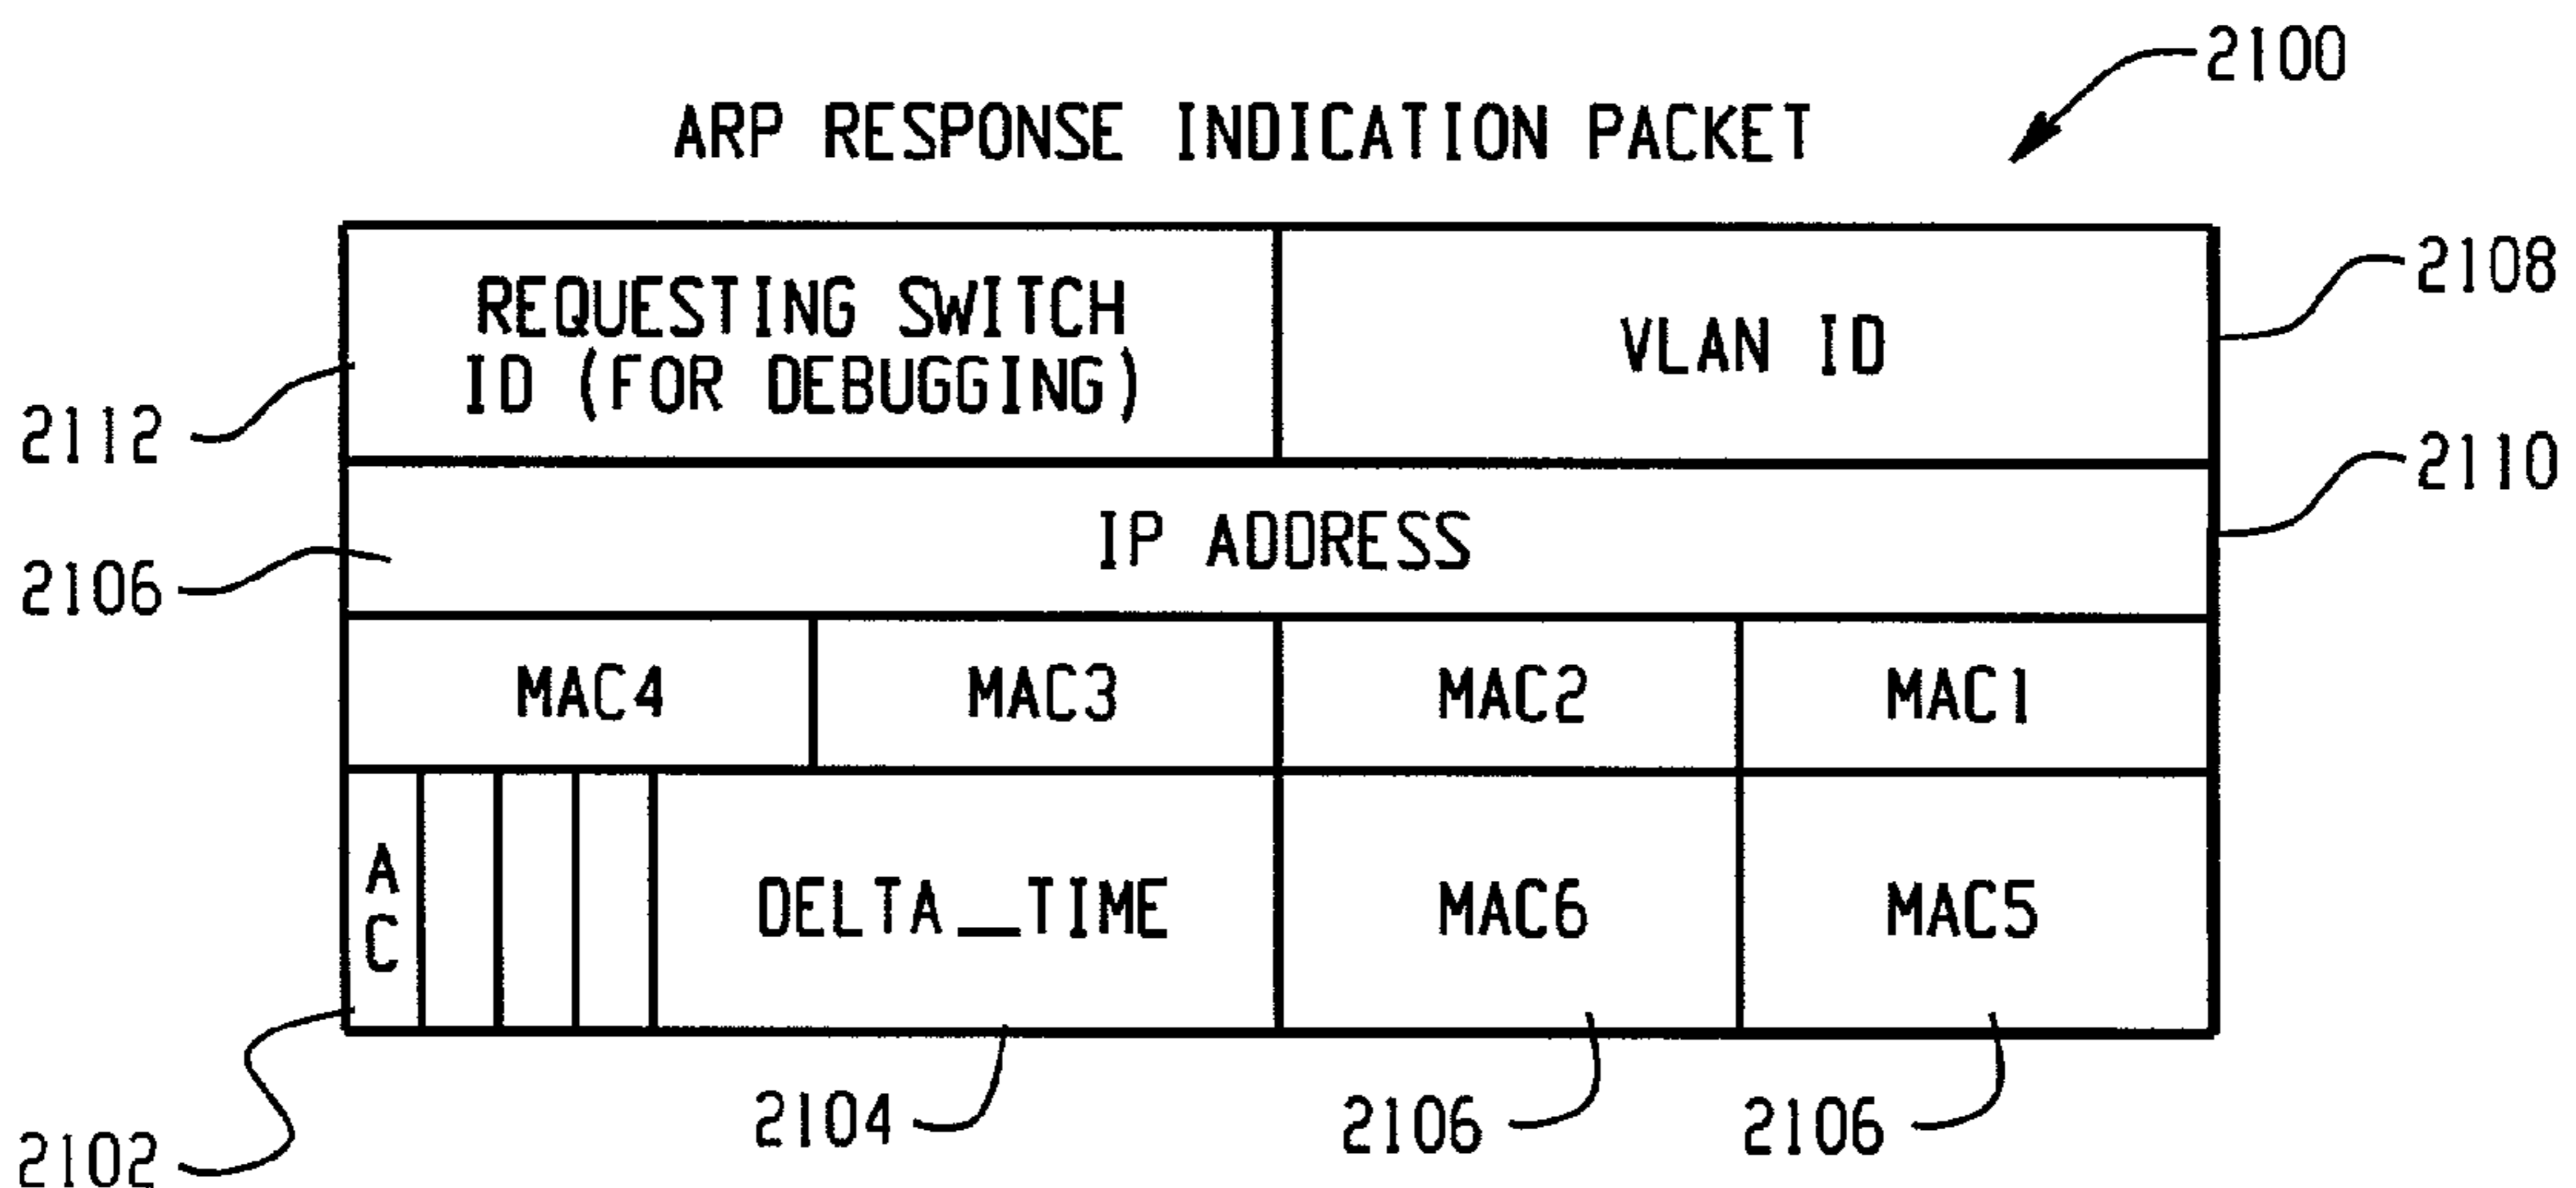 2100
ARP RESPONSE INDICATION PACKET
REQUESTING SWITCH
ID (FOR DEBUGGING)
VLAN ID
2108
2112
2110
IP ADDRESS
2106
MAC4
MAC3
MAC2
MAC1
A
C
DELTA_TIME
MAC6
MAC5
2102
2104
2106
2106